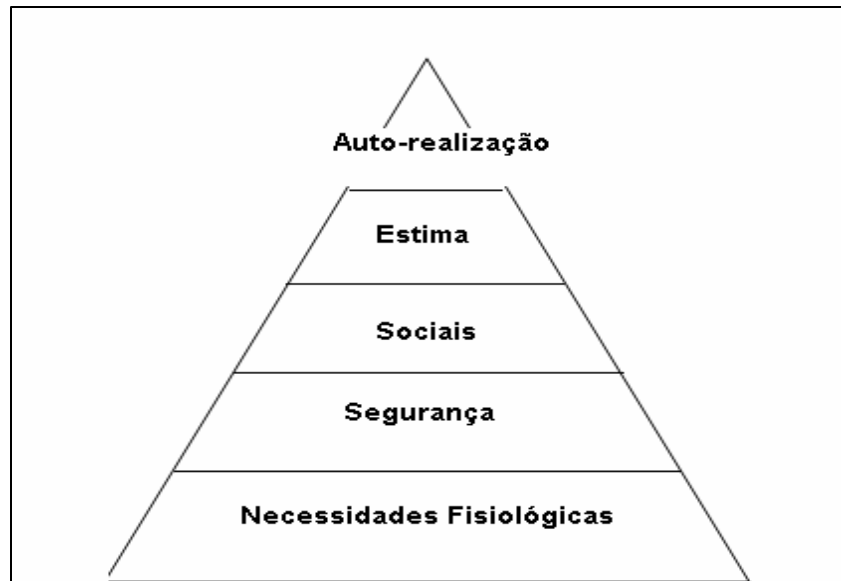 Auto-realização
Estima
Sociais
Segurança
Necessidades Fisiológicas